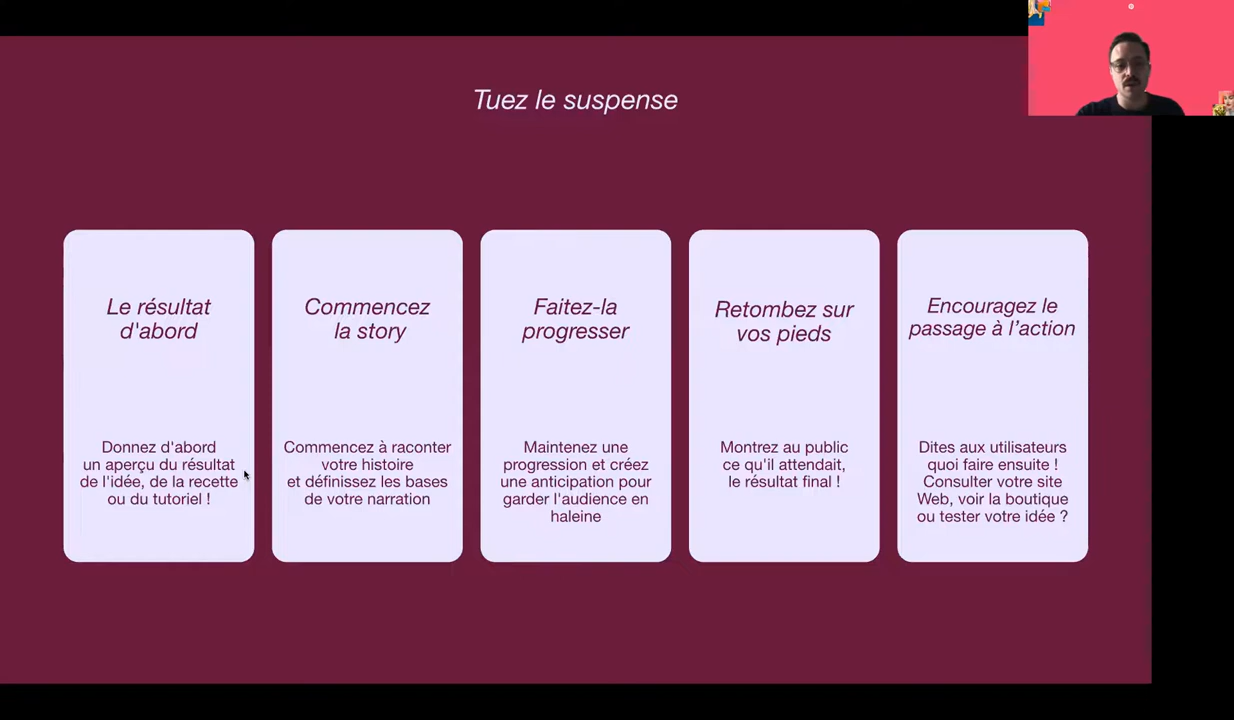 Tuez le suspense
Le résultat
d'abord
Donnez d'abord
un aperçu du résultat
de l'idée, de la recette
ou du tutoriel !
Commencez
la story
Commencez à raconter
votre histoire
et définissez les bases
de votre narration
Faitez-la
progresser
Maintenez une
progression et créez
une anticipation pour
garder l'audience en
haleine
Retombez sur
vos pieds
Montrez au public
ce qu'il attendait,
le résultat final !
Encouragez le
passage à l’action
Dites aux utilisateurs
quoi faire ensuite !
Consulter votre site
Web, voir la boutique
ou tester votre idée ?